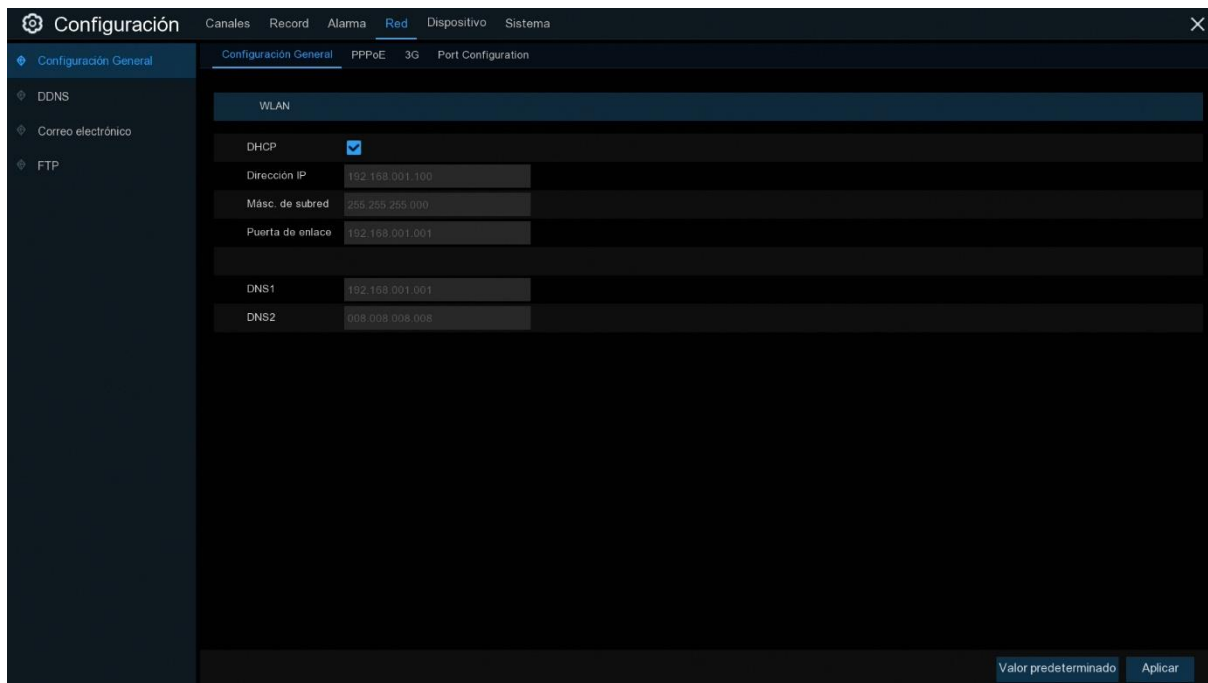 Configuración Canales Record Alarma Red Dispositivo Sistema
Configuración General PPPoE 3G Port Configuration
Configuración General
DDNS
Correo electrónico
FTP
WLAN
DHCP
Dirección IP 192.168.001.100
Másc. de subred 255.255.255.000
Puerta de enlace 192.168.001.001
DNS1 192.168.001.001
DNS2 008.008.008.008
Valor predeterminado Aplicar